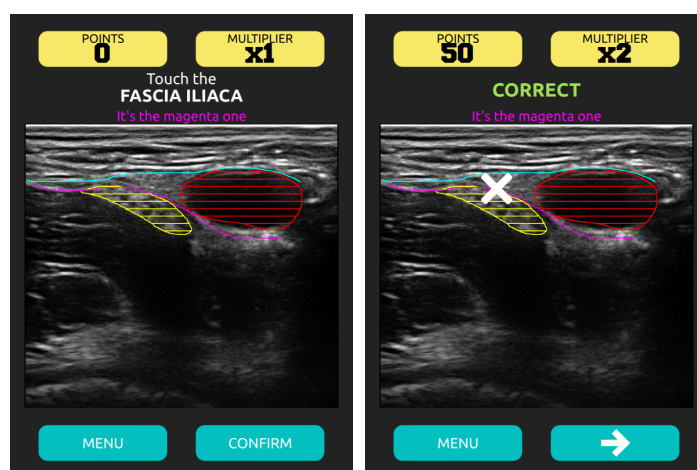 POINTS
0
MULTIPLIER
x1
Touch the
FASCIA ILIACA
It's the magenta one
MENU
CONFIRM
POINTS
50
MULTIPLIER
x2
CORRECT
It's the magenta one
MENU